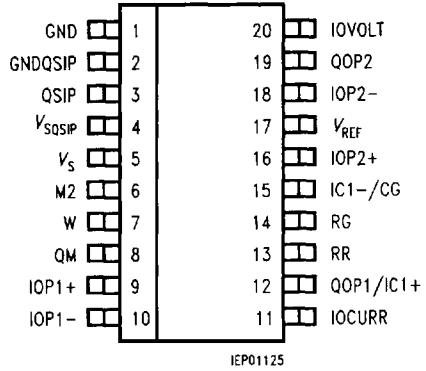 GND 1 20 IOVOLT
GNDQSIP 2 19 QOP2
QSIP 3 18 IOP2-
VSQSIP 4 17 VREF
VS 5 16 IOP2+
M2 6 15 IC1-/CG
W 7 14 RG
QM 8 13 RR
IOP1+ 9 12 QOP1/IC1+
IOP1- 10 11 IOCURR
IEP01125